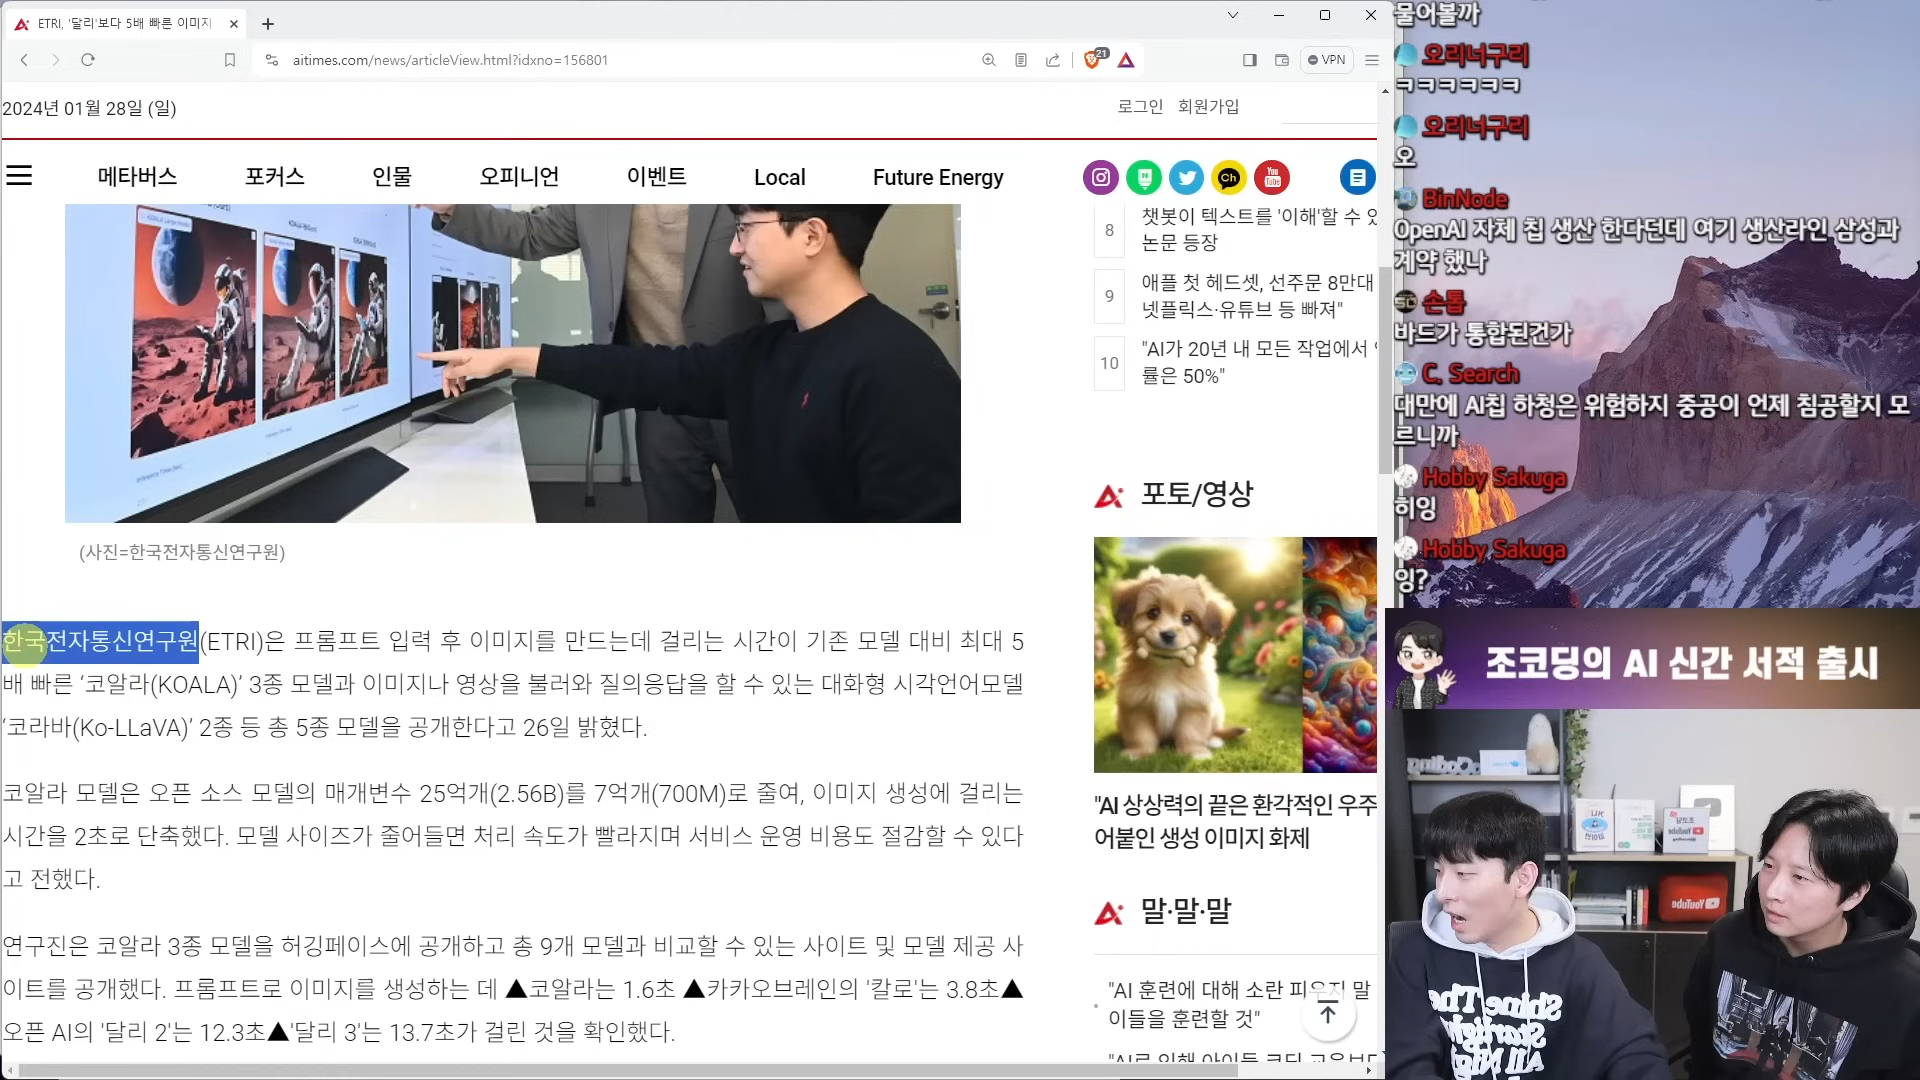 ETRI, '달리'보다 5배 빠른 이미지
aitimes.com/news/articleView.html?idxno=156801
21
VPN
2024년 01월 28일 (일)
로그인 회원가입
메타버스 포커스 인물 오피니언 이벤트 Local Future Energy
Ch
You
Tube
(사진=한국전자통신연구원)
한국전자통신연구원(ETRI)은 프롬프트 입력 후 이미지를 만드는데 걸리는 시간이 기존 모델 대비 최대 5
배 빠른 ‘코알라(KOALA)’ 3종 모델과 이미지나 영상을 불러와 질의응답을 할 수 있는 대화형 시각언어모델
‘코라바(Ko-LLaVA)’ 2종 등 총 5종 모델을 공개한다고 26일 밝혔다.
코알라 모델은 오픈 소스 모델의 매개변수 25억개(2.56B)를 7억개(700M)로 줄여, 이미지 생성에 걸리는
시간을 2초로 단축했다. 모델 사이즈가 줄어들면 처리 속도가 빨라지며 서비스 운영 비용도 절감할 수 있다
고 전했다.
연구진은 코알라 3종 모델을 허깅페이스에 공개하고 총 9개 모델과 비교할 수 있는 사이트 및 모델 제공 사
이트를 공개했다. 프롬프트로 이미지를 생성하는 데 ▲코알라는 1.6초 ▲카카오브레인의 '칼로'는 3.8초▲
오픈 AI의 '달리 2'는 12.3초▲'달리 3'는 13.7초가 걸린 것을 확인했다.
8
챗봇이 텍스트를 '이해'할 수 있
논문 등장
9
애플 첫 헤드셋, 선주문 8만대
넷플릭스·유튜브 등 빠져"
10
"AI가 20년 내 모든 작업에서
률은 50%"
포토/영상
"AI 상상력의 끝은 환각적인 우주
어붙인 생성 이미지 화제
말·말·말
"AI 훈련에 대해 소란 피우지 말
이들을 훈련할 것"
물어볼까
오리너구리
ㅋㅋㅋㅋㅋㅋ
오리너구리
오
BinNode
OpenAI 자체 칩 생산 한다던데 여기 생산라인 삼성과
계약 했나
손톱
바드가 통합된건가
C. Search
대만에 AI칩 하청은 위험하지 중공이 언제 침공할지 모
르니까
Hobby Sakuga
히잉
Hobby Sakuga
잉?
조코딩의 AI 신간 서적 출시
YouTube